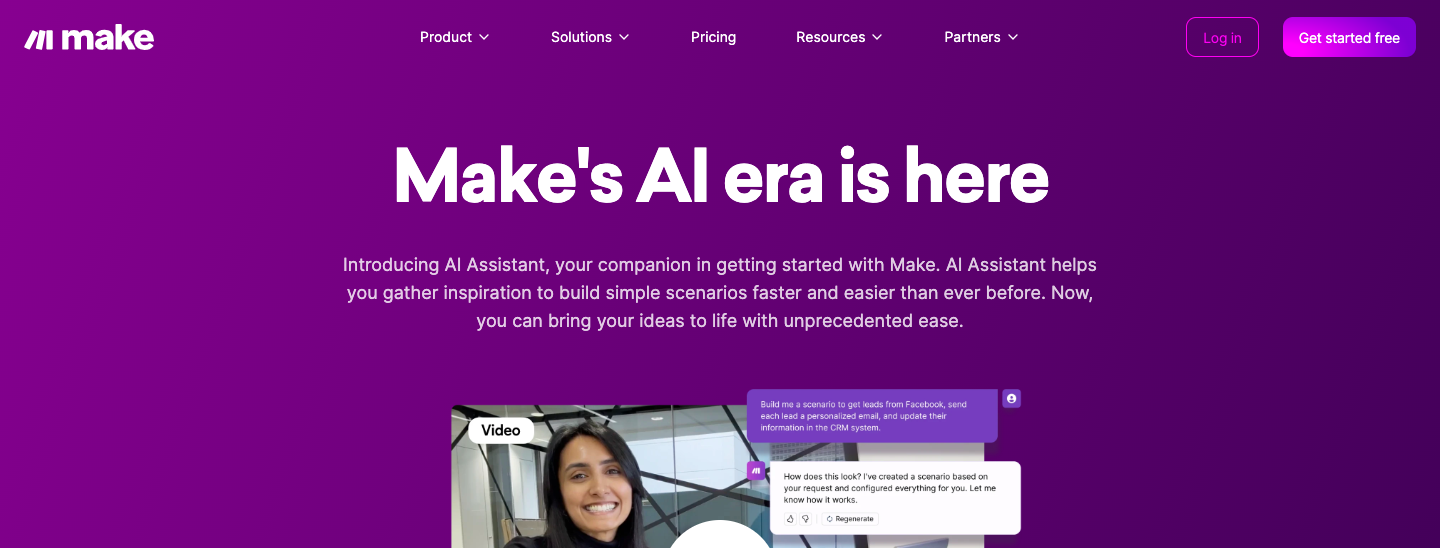 make
Product
Solutions
Pricing
Resources
Partners
Log in
Get started free
Make's AI era is here
Introducing AI Assistant, your companion in getting started with Make. AI Assistant helps
you gather inspiration to build simple scenarios faster and easier than ever before. Now,
you can bring your ideas to life with unprecedented ease.
Video
Build me a scenario to get leads from Facebook, send
each lead a personalized email, and update their
information in the CRM system.
How does this look? I've created a scenario based on
your request and configured everything for you. Let me
know how it works.
Regenerate